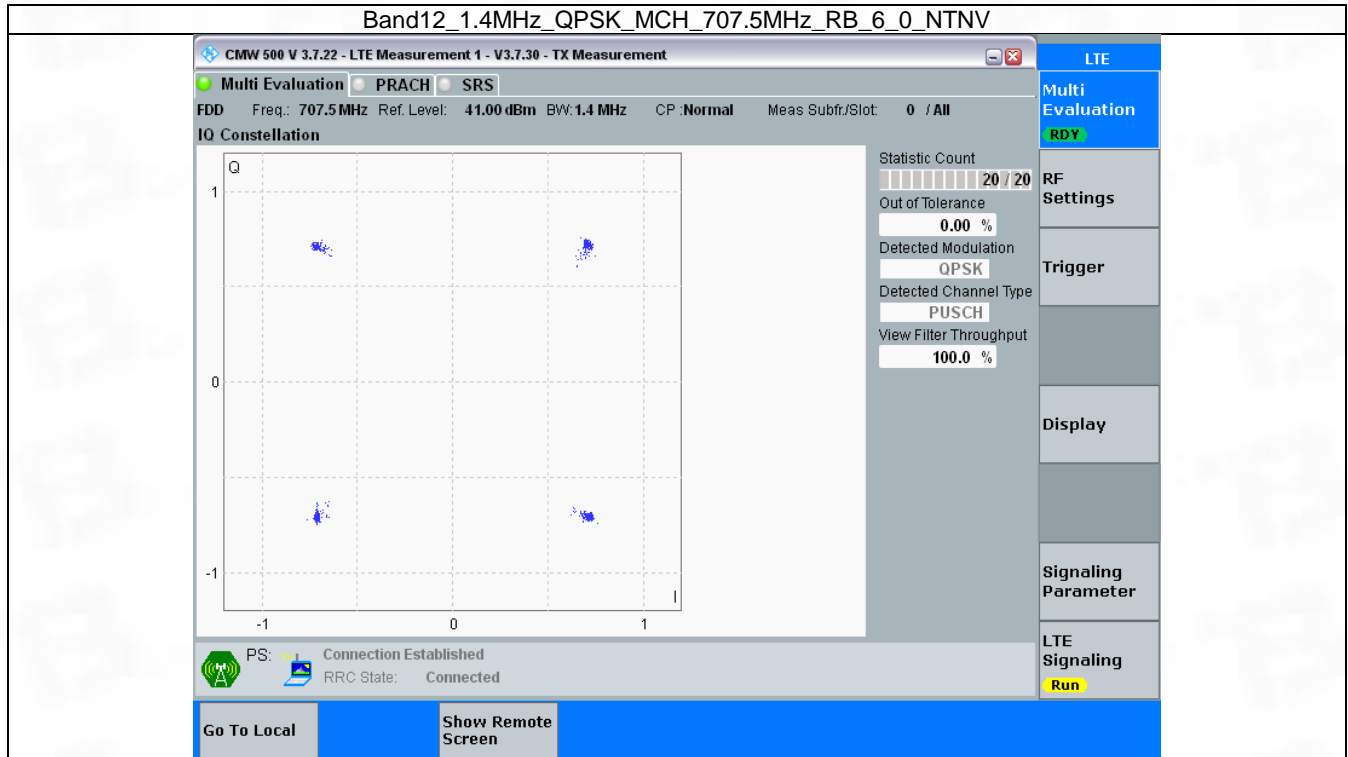 Band12_1.4MHz_QPSK_MCH_707.5MHz_RB_6_0_NTNV
CMW 500 V 3.7.22 - LTE Measurement 1 - V3.7.30 - TX Measurement
LTE
Multi Evaluation PRACH SRS
Multi
Evaluation
RDY
FDD Freq.: 707.5 MHz Ref. Level: 41.00 dBm BW: 1.4 MHz CP :Normal Meas Subfr./Slot: 0 / All
IQ Constellation
Q
1
0
-1
-1 0 1
I
Statistic Count
20 / 20
Out of Tolerance
0.00 %
Detected Modulation
QPSK
Detected Channel Type
PUSCH
View Filter Throughput
100.0 %
RF
Settings
Trigger
Display
Signaling
Parameter
LTE
Signaling
Run
PS: Connection Established
RRC State: Connected
Go To Local
Show Remote
Screen